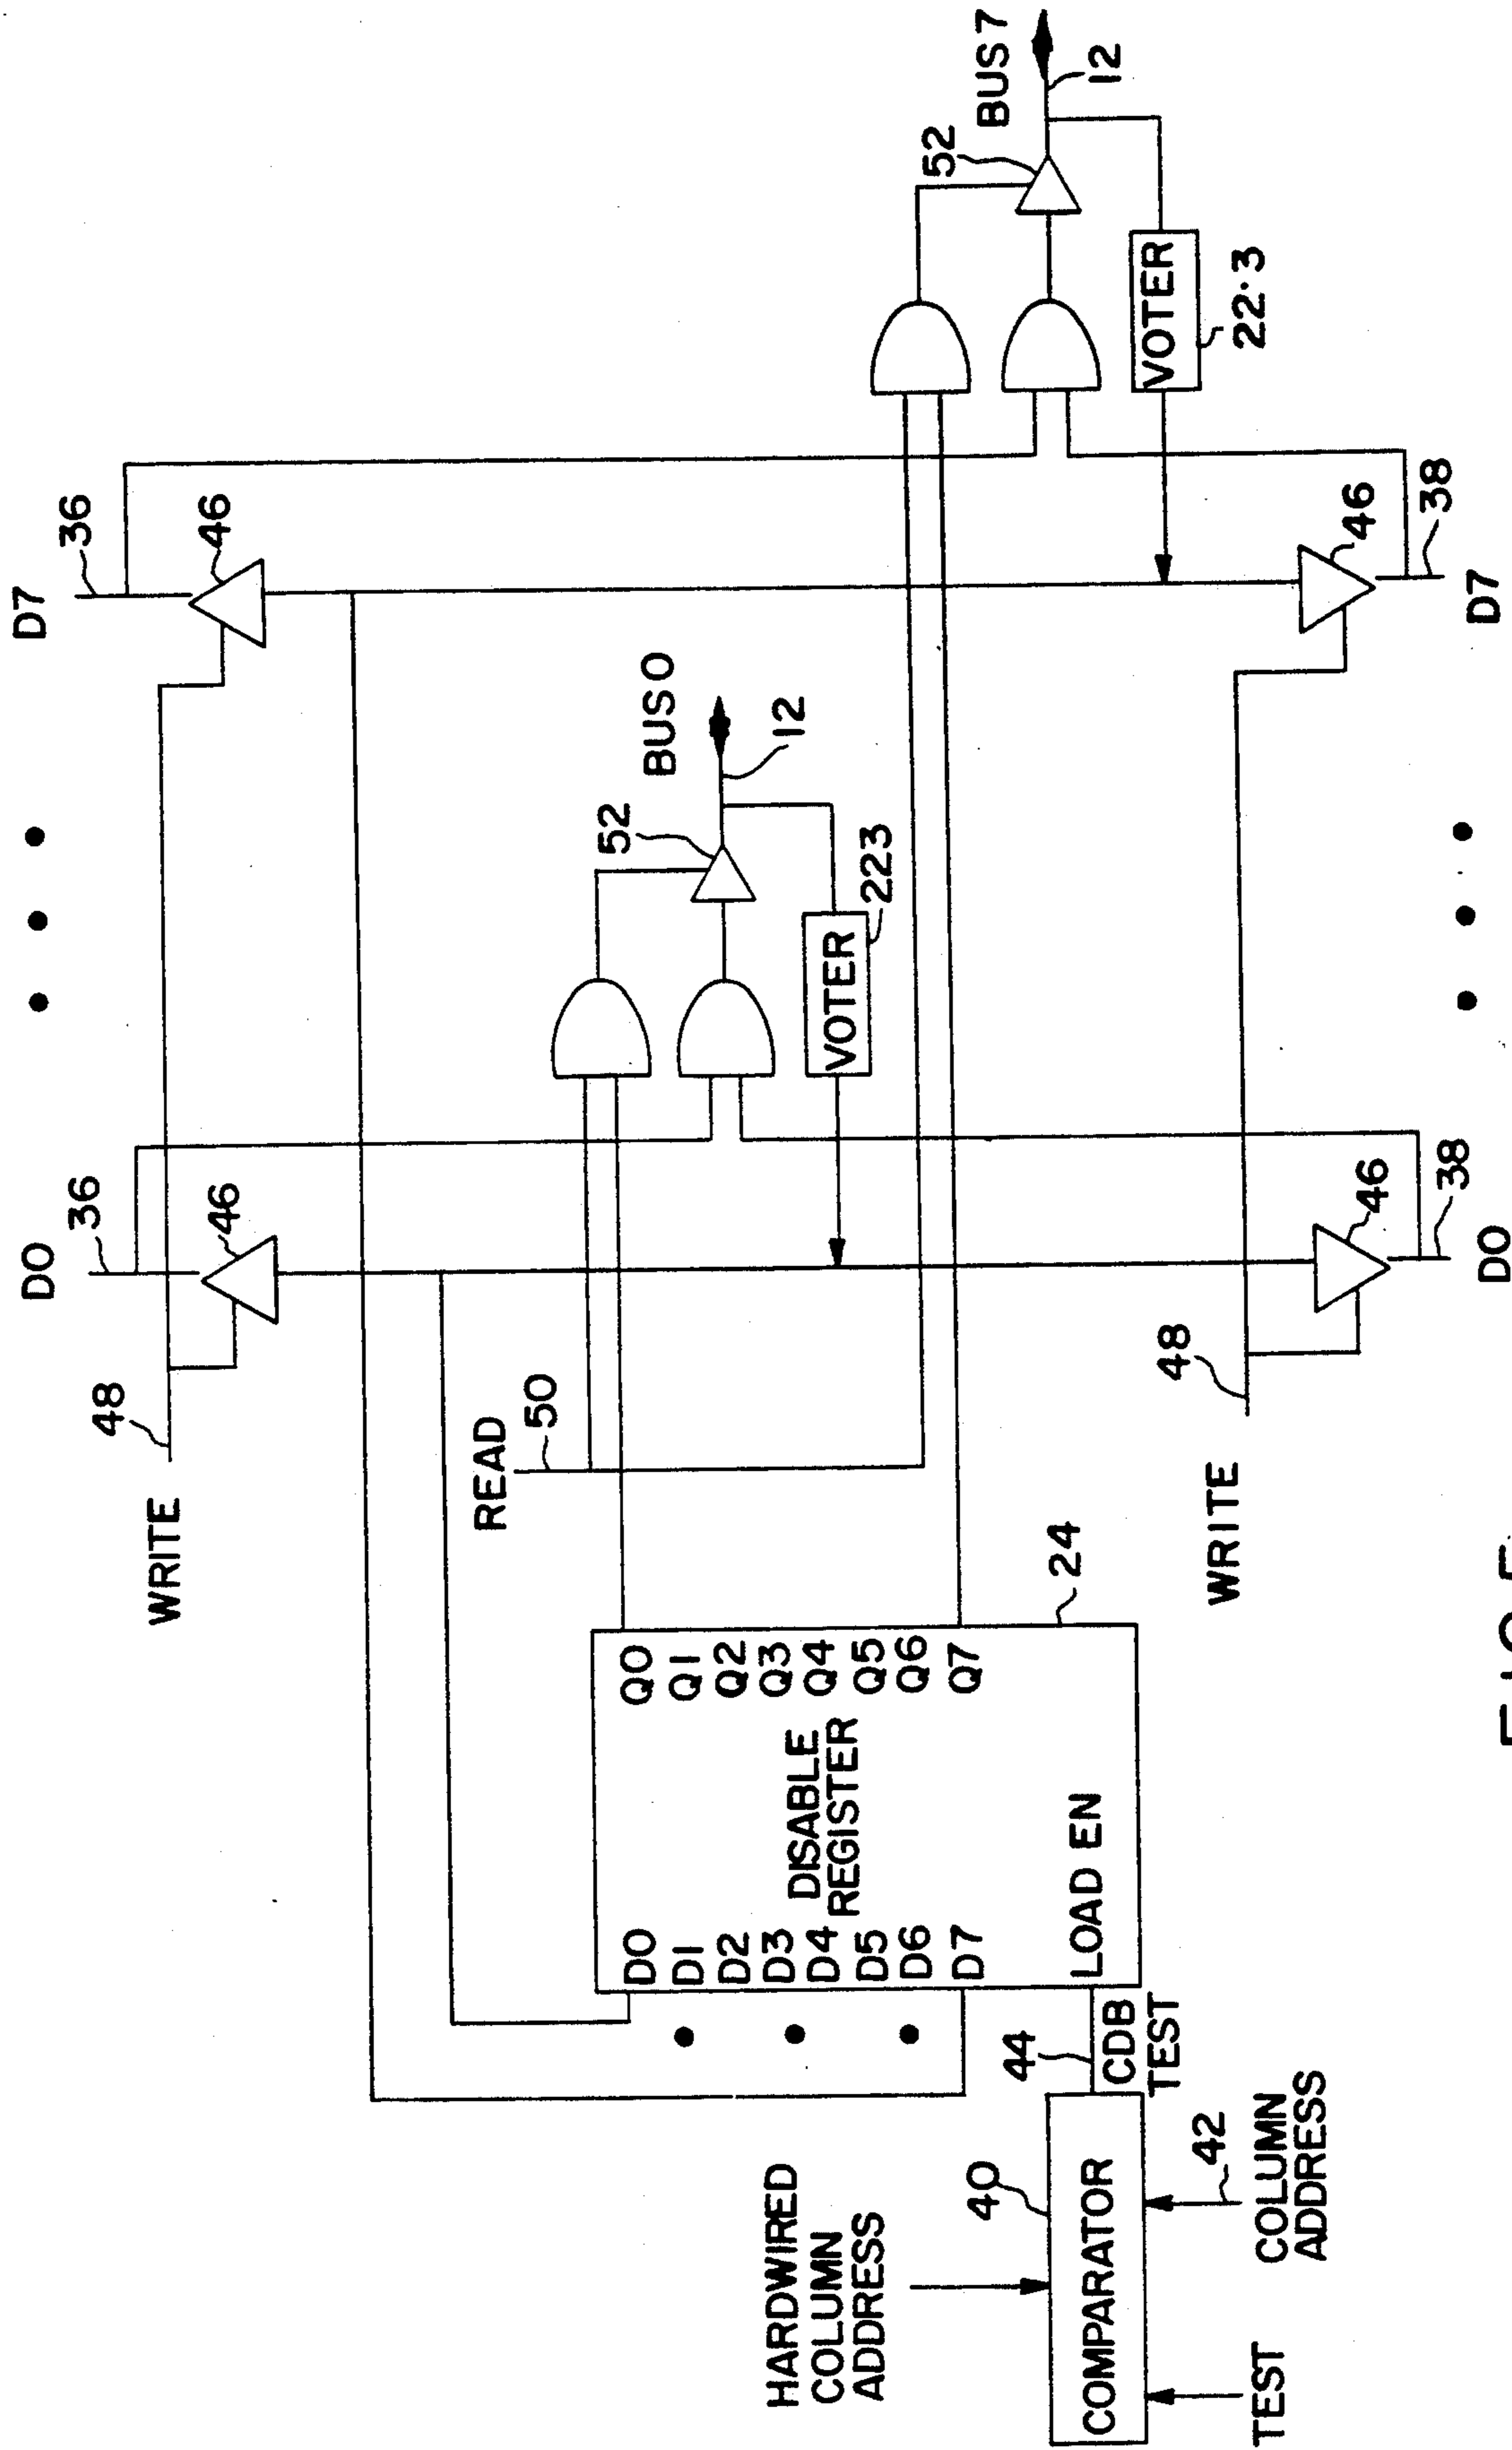 D0
36
46
48
WRITE
D7
36
46
READ
50
52
BUS 0
12
VOTER
223
52
BUS 7
12
VOTER
22·3
HARDWIRED
COLUMN
ADDRESS
40
COMPARATOR
TEST
42
COLUMN
ADDRESS
44
CDB
TEST
D0
D1
D2
D3
D4
D5
D6
D7
LOAD EN
DISABLE
REGISTER
Q0
Q1
Q2
Q3
Q4
Q5
Q6
Q7
24
WRITE
48
46
38
D0
46
38
D7